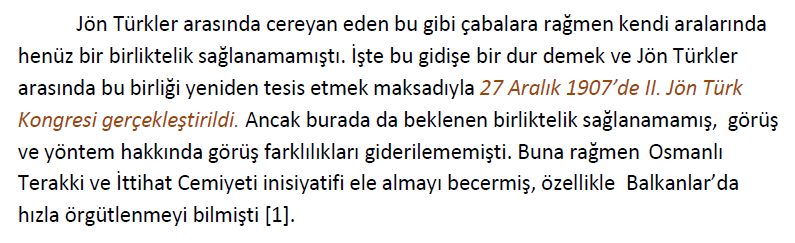 Jön Türkler arasında cereyan eden bu gibi çabalara rağmen kendi aralarında
henüz bir birliktelik sağlanamamıştı. İşte bu gidişe bir dur demek ve Jön Türkler
arasında bu birliği yeniden tesis etmek maksadıyla 27 Aralık 1907’de II. Jön Türk
Kongresi gerçekleştirildi. Ancak burada da beklenen birliktelik sağlanamamış, görüş
ve yöntem hakkında görüş farklılıkları giderilememişti. Buna rağmen Osmanlı
Terakki ve İttihat Cemiyeti inisiyatifi ele almayı becermiş, özellikle Balkanlar’da
hızla örgütlenmeyi bilmişti [1].